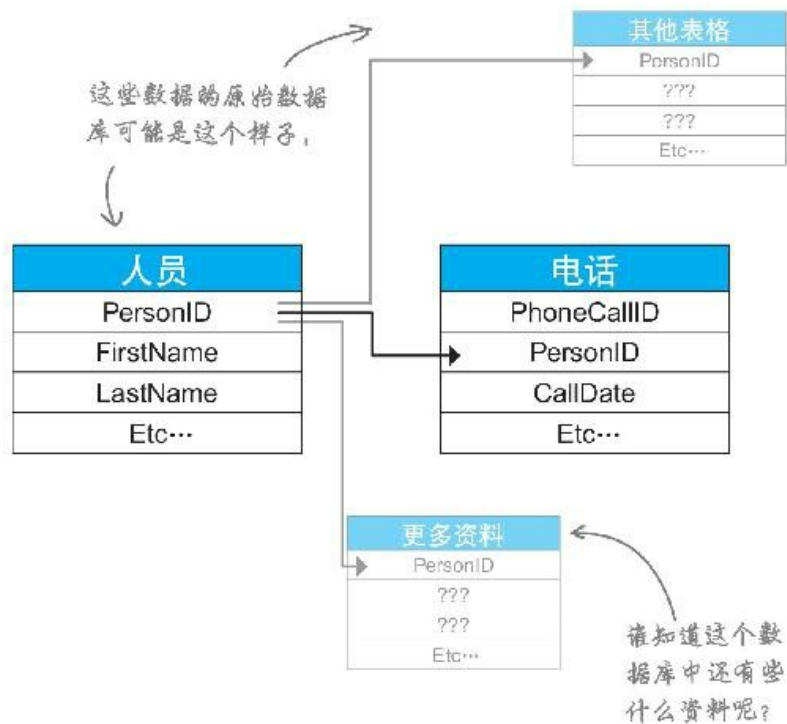 其他表格
PersonID
???
???
Etc…
这些数据的原始数据
库可能是这个样子，
人员
PersonID
FirstName
LastName
Etc…
电话
PhoneCallID
PersonID
CallDate
Etc…
更多资料
PersonID
???
???
Etc…
谁知道这个数
据库中还有些
什么资料呢？